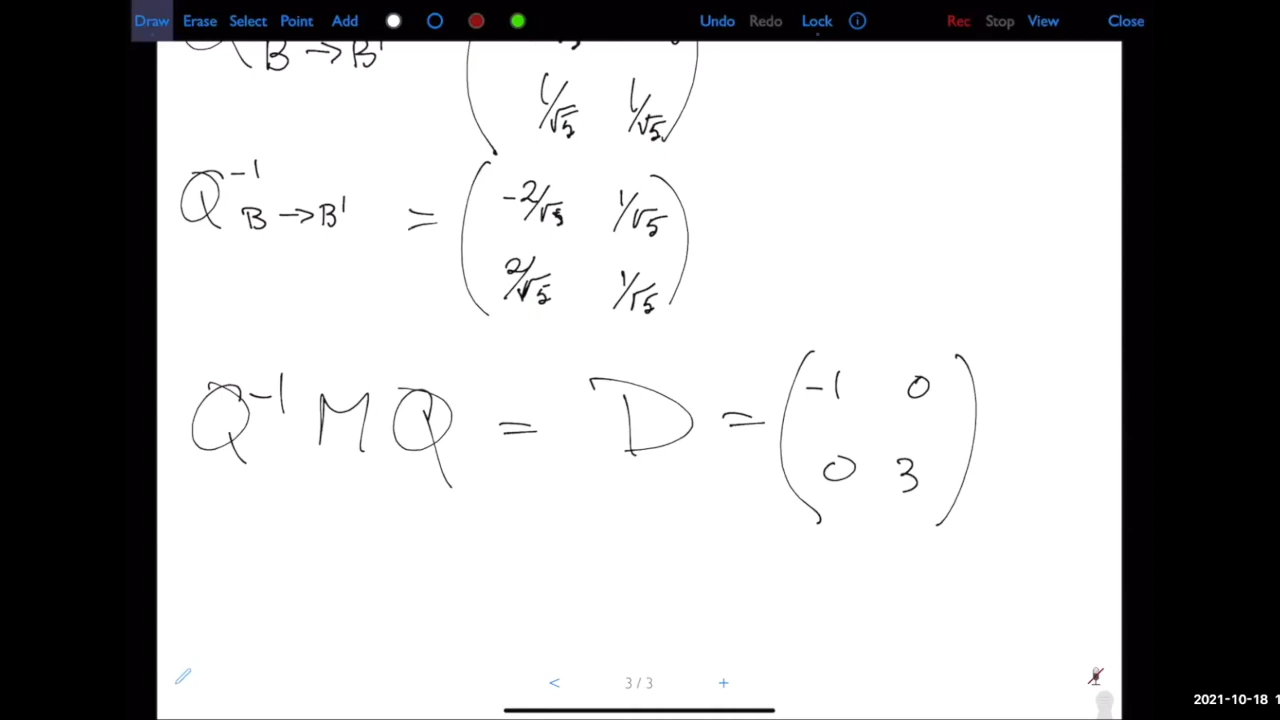 Draw Erase Select Point Add Undo Redo Lock Rec Stop View Close
B → B'
1/√5 1/√5
Q⁻¹ B → B' = ( -2/√5 1/√5
2/√5 1/√5 )
Q⁻¹ M Q = D = ( -1 0
0 3 )
< 3 / 3 +
2021-10-18 1